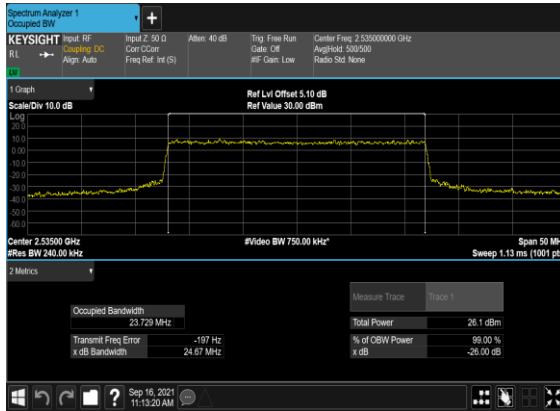 Spectrum Analyzer 1
Occupied BW
KEYSIGHT
RL
LW
Input: RF
Coupling: DC
Align: Auto
Input Z: 50 Ω
Corr CCorr
Freq Ref: Int (S)
Atten: 40 dB
Trig: Free Run
Gate: Off
#IF Gain: Low
Center Freq: 2.535000000 GHz
Avg|Hold: 500/500
Radio Std: None
1 Graph
Scale/Div 10.0 dB
Ref Lvl Offset 5.10 dB
Ref Value 30.00 dBm
Log
20.0
10.0
0.00
-10.0
-20.0
-30.0
-40.0
-50.0
-60.0
Center 2.53500 GHz
#Res BW 240.00 kHz
#Video BW 750.00 kHz*
Span 50 MH
Sweep 1.13 ms (1001 pt
2 Metrics
Measure Trace
Trace 1
Occupied Bandwidth
23.729 MHz
Total Power
26.1 dBm
Transmit Freq Error
-197 Hz
% of OBW Power
99.00 %
x dB Bandwidth
24.67 MHz
x dB
-26.00 dB
?
Sep 16, 2021
11:13:20 AM